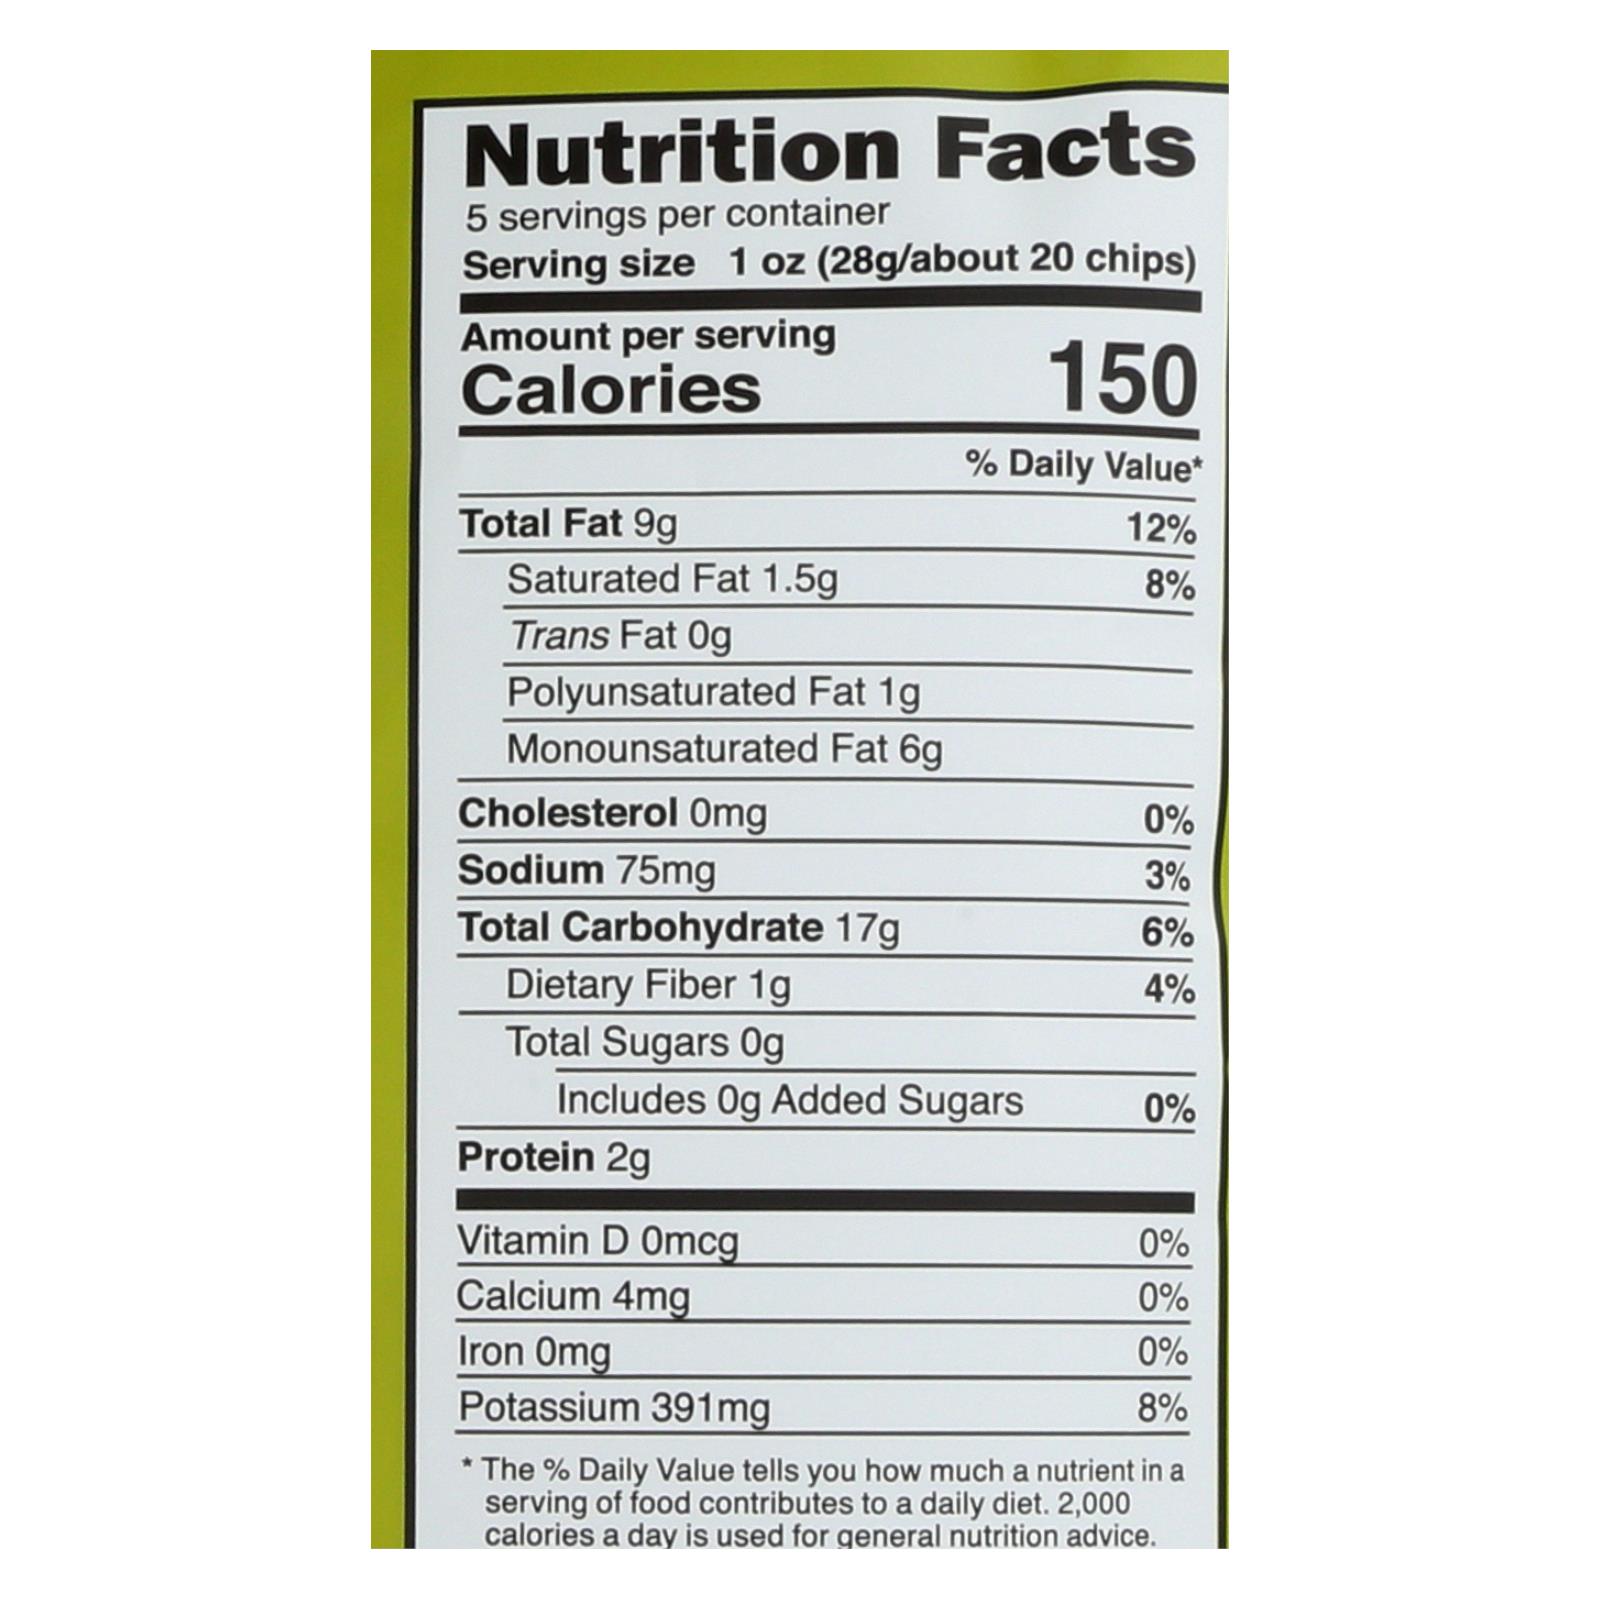 Nutrition Facts
5 servings per container
Serving size 1 oz (28g/about 20 chips)
Amount per serving
Calories 150
% Daily Value*
Total Fat 9g 12%
Saturated Fat 1.5g 8%
Trans Fat 0g
Polyunsaturated Fat 1g
Monounsaturated Fat 6g
Cholesterol 0mg 0%
Sodium 75mg 3%
Total Carbohydrate 17g 6%
Dietary Fiber 1g 4%
Total Sugars 0g
Includes 0g Added Sugars 0%
Protein 2g
Vitamin D 0mcg 0%
Calcium 4mg 0%
Iron 0mg 0%
Potassium 391mg 8%
* The % Daily Value tells you how much a nutrient in a
serving of food contributes to a daily diet. 2,000
calories a day is used for general nutrition advice.